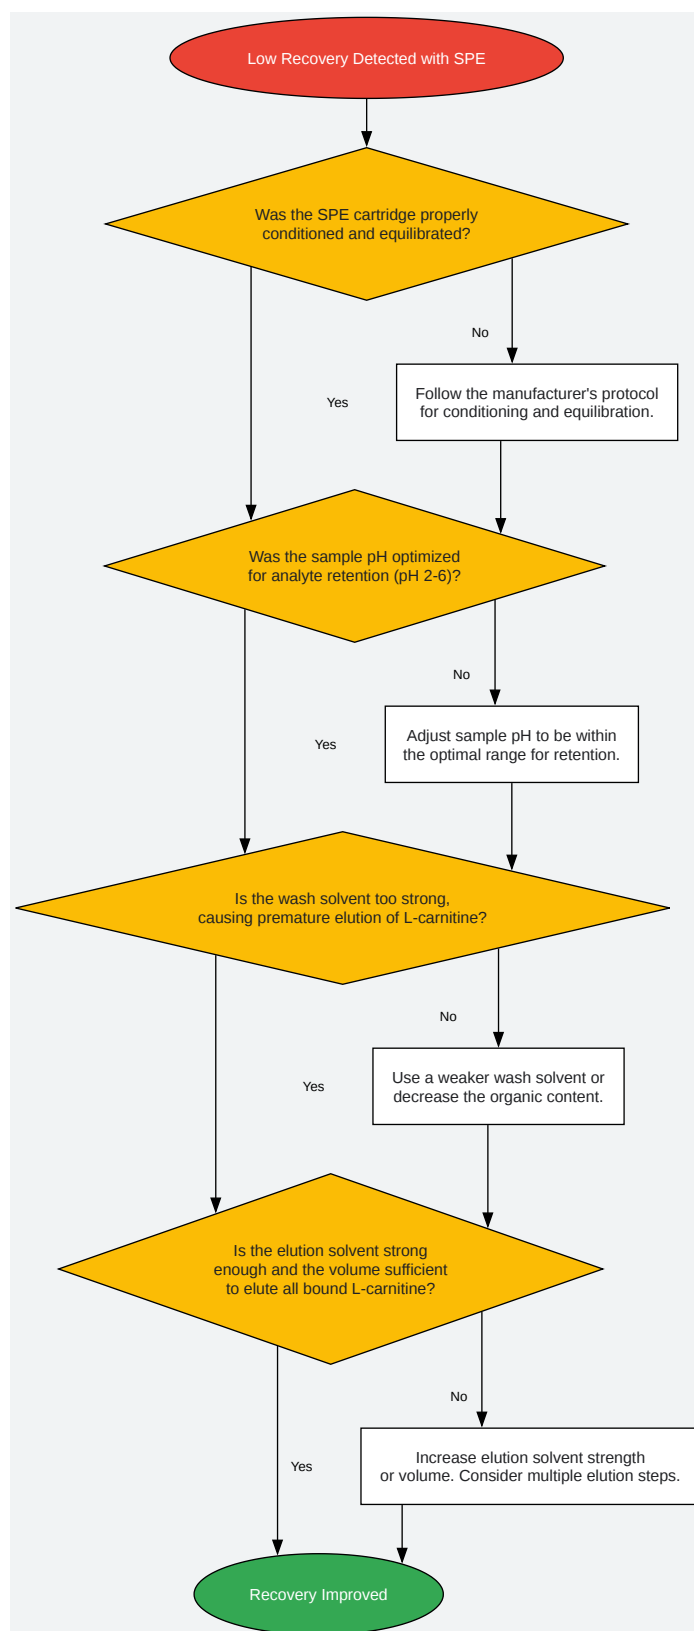 Low Recovery Detected with SPE
Was the SPE cartridge properly
conditioned and equilibrated?
No
Follow the manufacturer's protocol
for conditioning and equilibration.
Yes
Was the sample pH optimized
for analyte retention (pH 2-6)?
No
Adjust sample pH to be within
the optimal range for retention.
Yes
Is the wash solvent too strong,
causing premature elution of L-carnitine?
No
Use a weaker wash solvent or
decrease the organic content.
Yes
Is the elution solvent strong
enough and the volume sufficient
to elute all bound L-carnitine?
No
Increase elution solvent strength
or volume. Consider multiple elution steps.
Yes
Recovery Improved